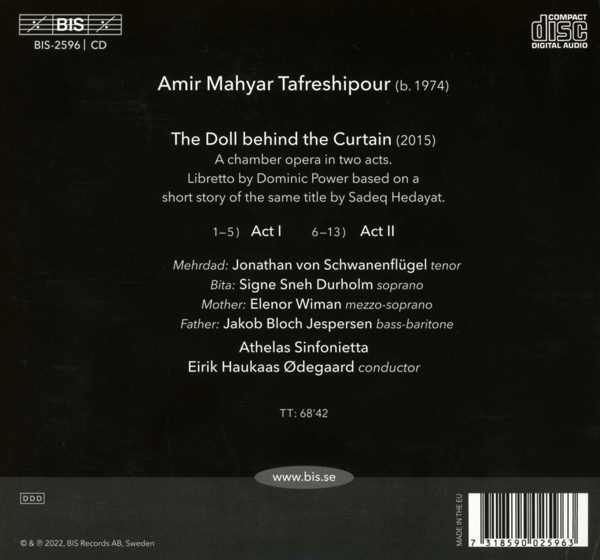 BIS
BIS-2596 | CD
COMPACT
disc
DIGITAL AUDIO
Amir Mahyar Tafreshipour (b. 1974)
The Doll behind the Curtain (2015)
A chamber opera in two acts.
Libretto by Dominic Power based on a
short story of the same title by Sadeq Hedayat.
1–5) Act I 6–13) Act II
Mehrdad: Jonathan von Schwanenflügel tenor
Bita: Signe Sneh Durholm soprano
Mother: Elenor Wiman mezzo-soprano
Father: Jakob Bloch Jespersen bass-baritone
Athelas Sinfonietta
Eirik Haukaas Ødegaard conductor
TT: 68'42
www.bis.se
DDD
© & ℗ 2022, BIS Records AB, Sweden
MADE IN THE EU
7 318590 025963